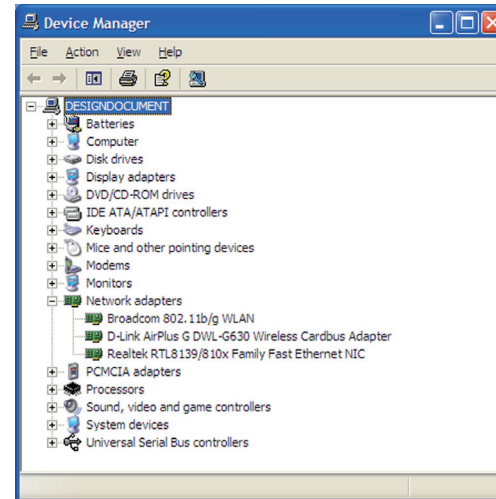 Device Manager
File Action View Help
DESIGNDOCUMENT
Batteries
Computer
Disk drives
Display adapters
DVD/CD-ROM drives
IDE ATA/ATAPI controllers
Keyboards
Mice and other pointing devices
Modems
Monitors
Network adapters
Broadcom 802.11b/g WLAN
D-Link AirPlus G DWL-G630 Wireless Cardbus Adapter
Realtek RTL8139/810x Family Fast Ethernet NIC
PCMCIA adapters
Processors
Sound, video and game controllers
System devices
Universal Serial Bus controllers